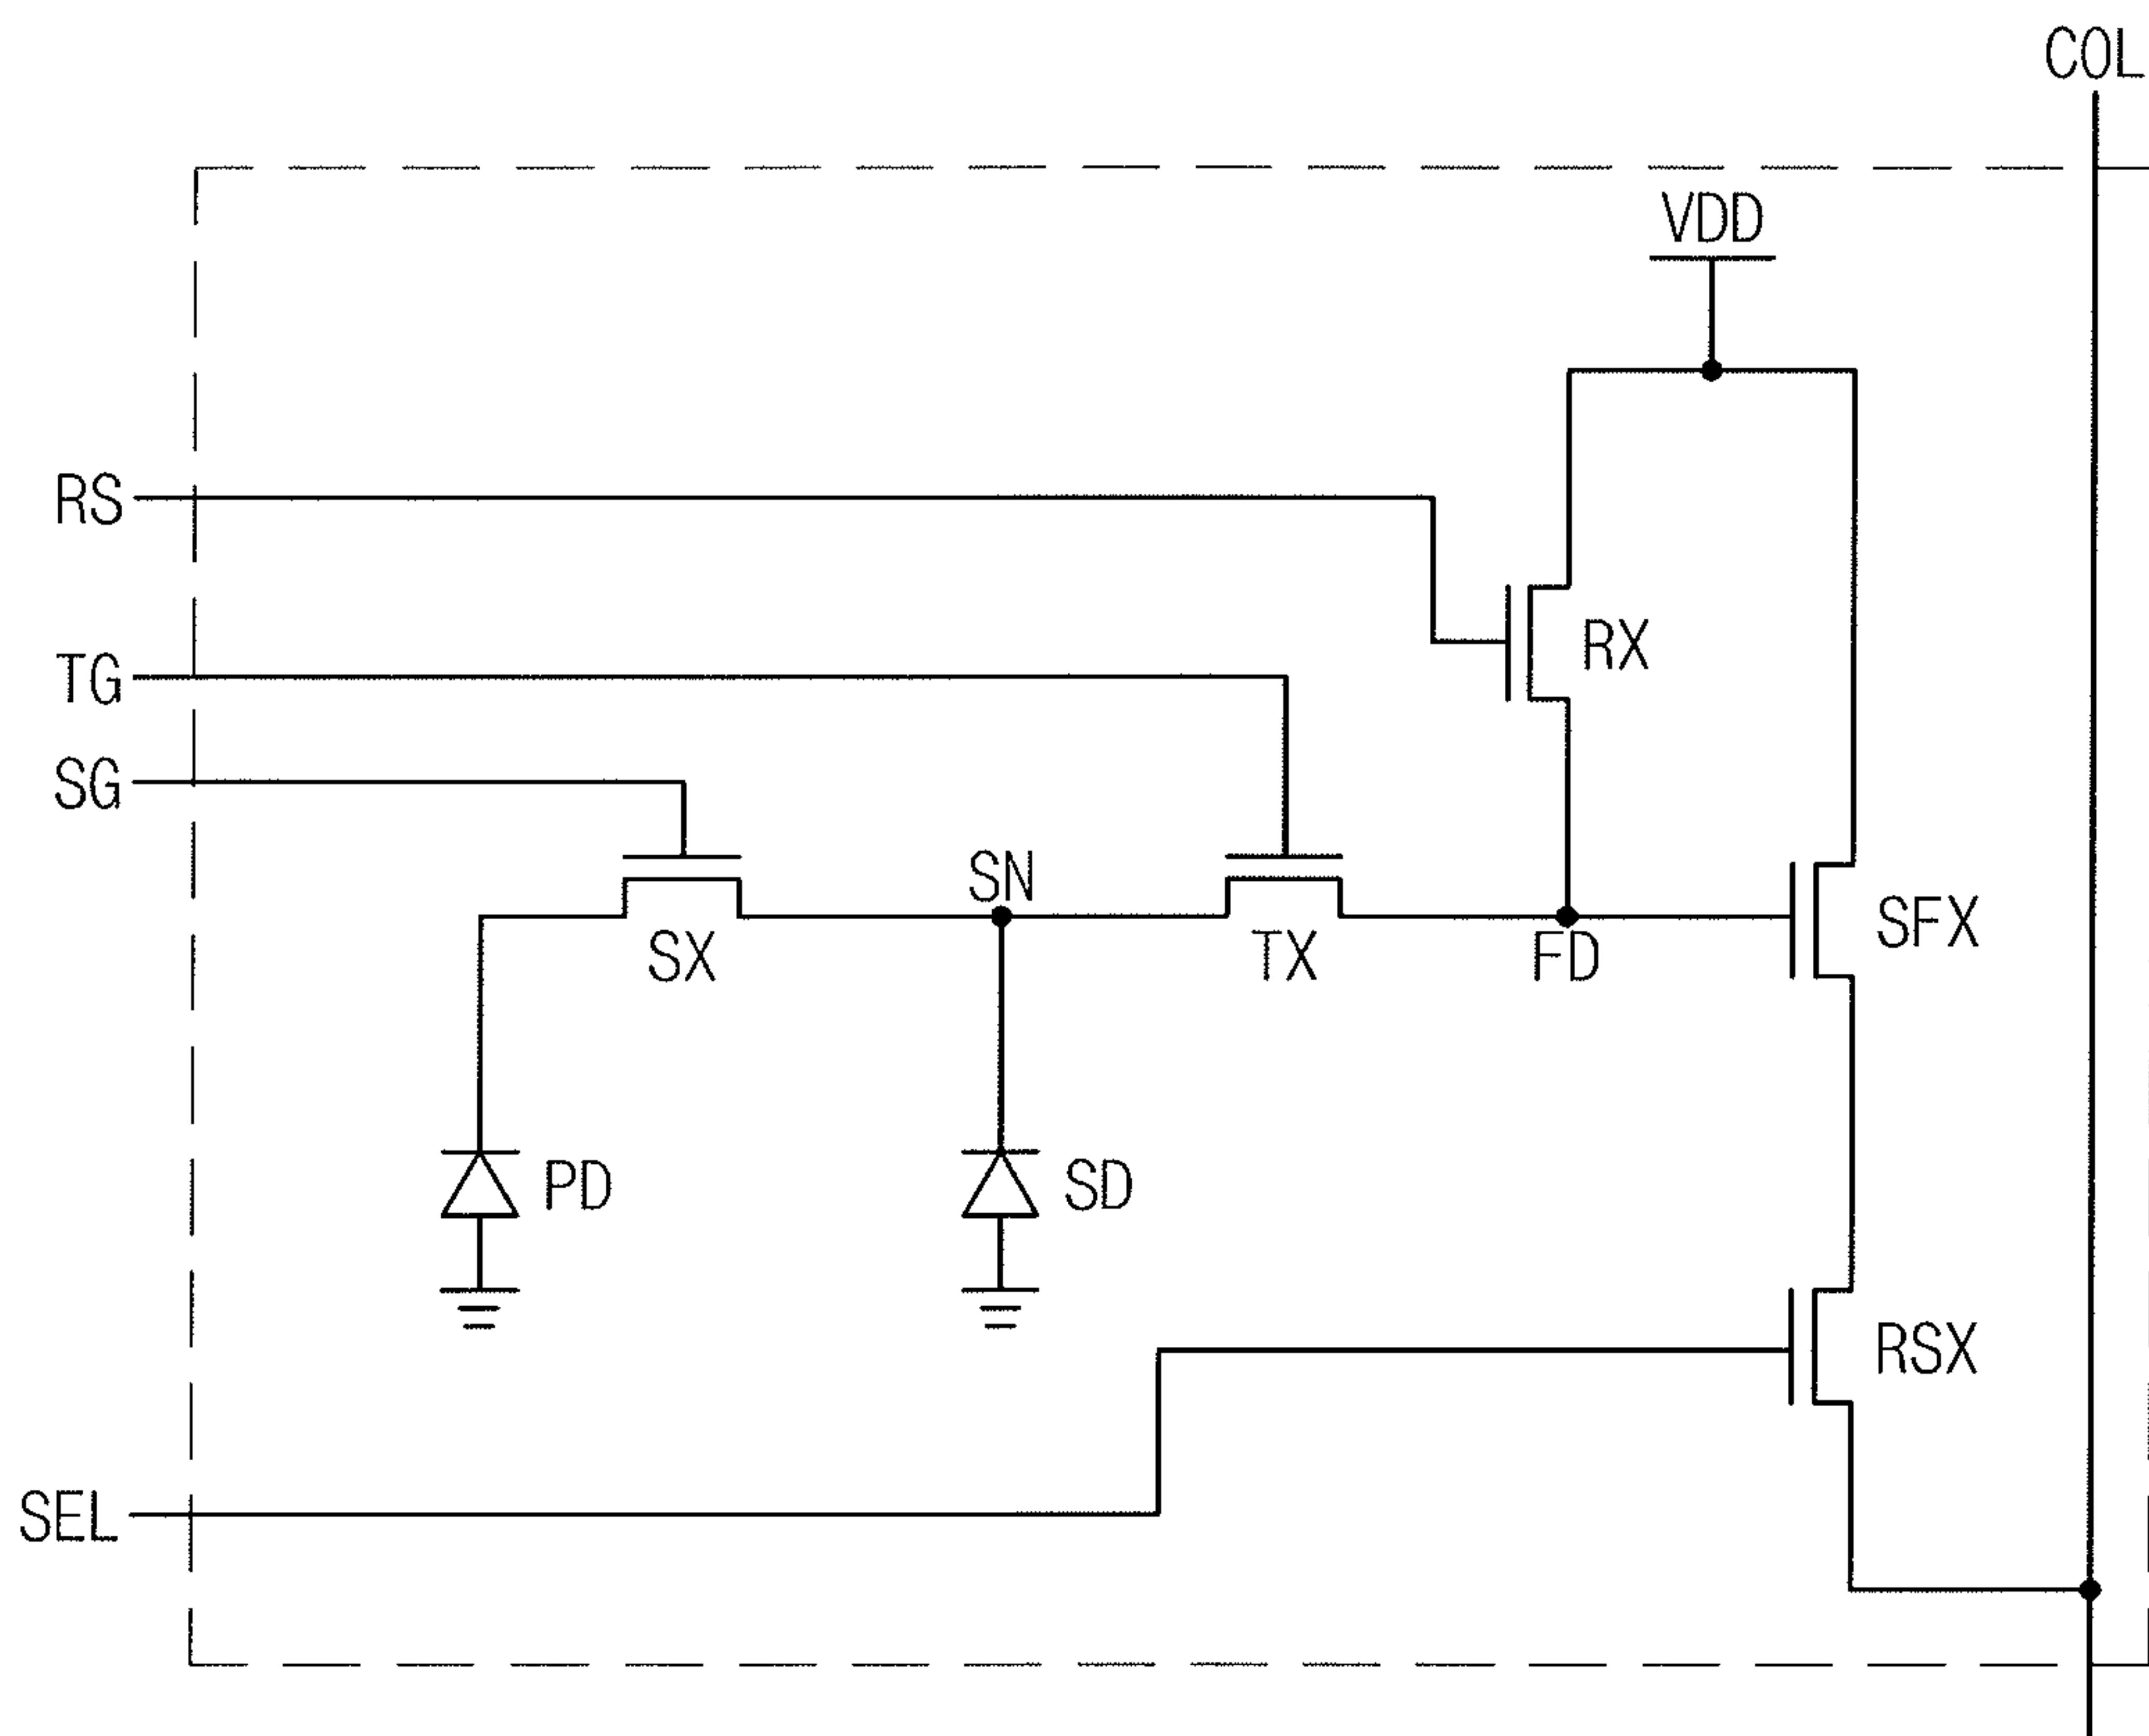 COL
VDD
RS
RX
TG
SG
SN
SFX
SX
TX
FD
PD
SD
RSX
SEL